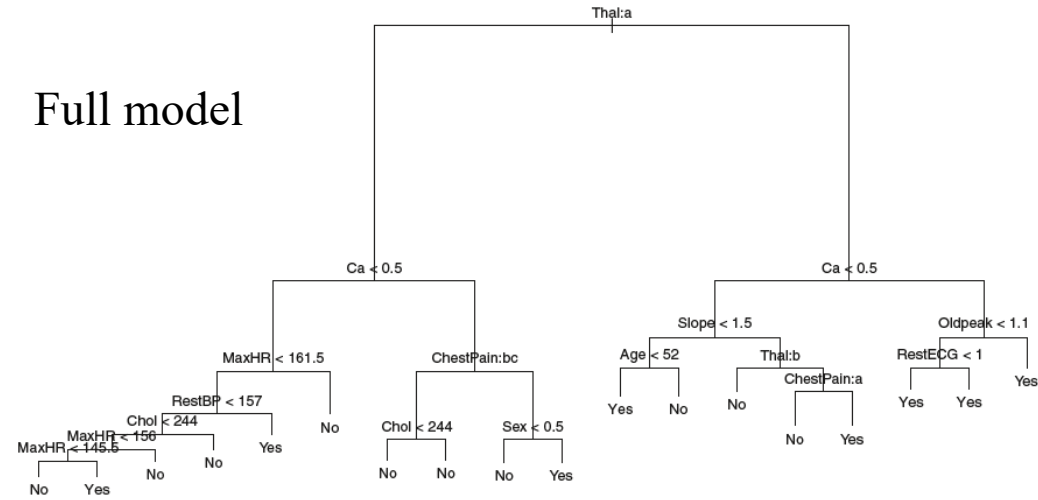 Thal:a
Full model
Ca < 0.5
Ca < 0.5
Slope < 1.5
Oldpeak < 1.1
MaxHR < 161.5
ChestPain:bc
Age < 52
Thal:b
RestECG < 1
ChestPain:a
Yes
RestBP < 157
Yes
No
No
Yes
Yes
Chol < 244
No
Chol < 244
Sex < 0.5
MaxHR < 156
No
Yes
MaxHR < 145.5
Yes
No
No
No
No
No
Yes
No
Yes